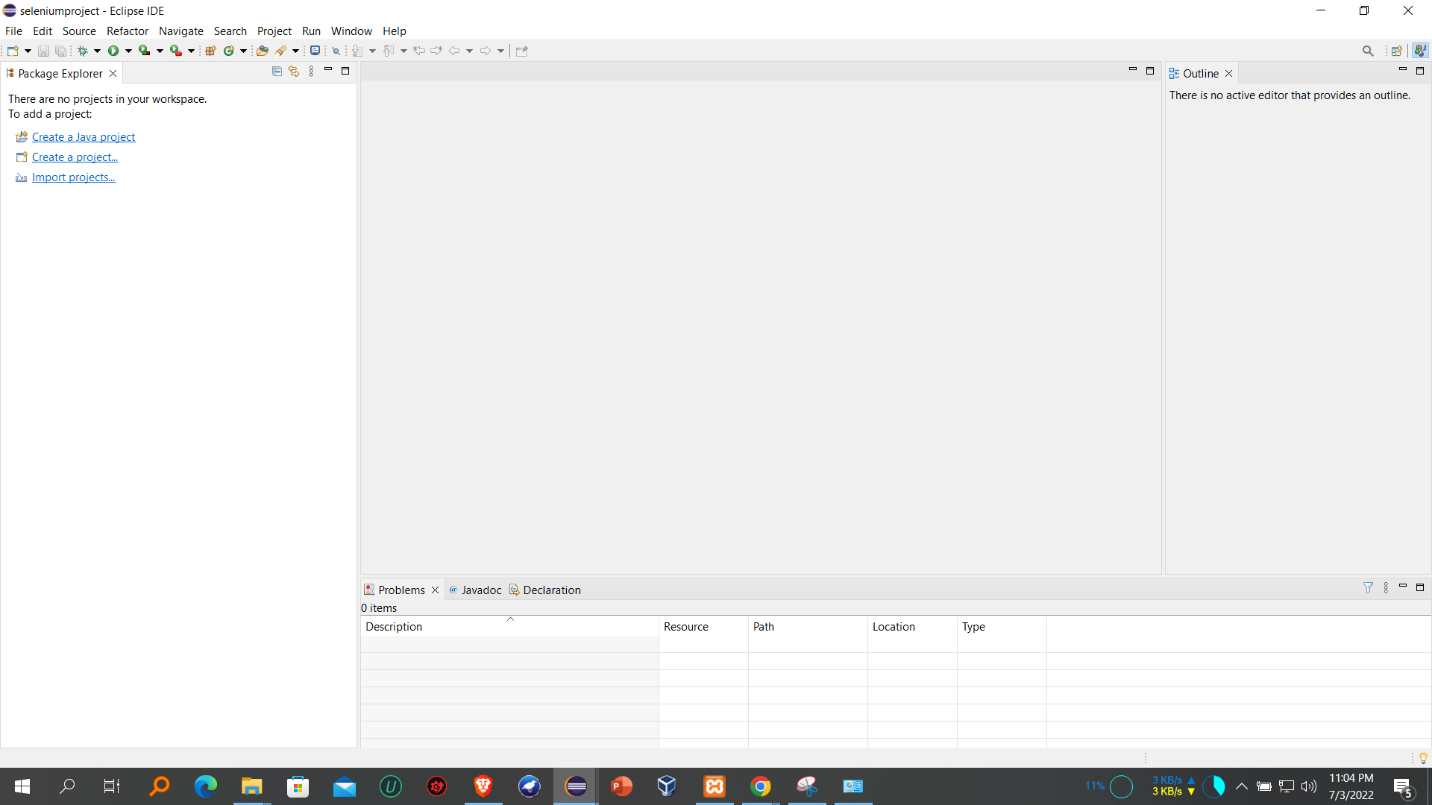 seleniumproject - Eclipse IDE
File Edit Source Refactor Navigate Search Project Run Window Help
Package Explorer
There are no projects in your workspace.
To add a project:
Create a Java project
Create a project...
Import projects...
Outline
There is no active editor that provides an outline.
Problems @ Javadoc Declaration
0 items
Description Resource Path Location Type
11%
3 KB/s
3 KB/s
11:04 PM
7/3/2022
5